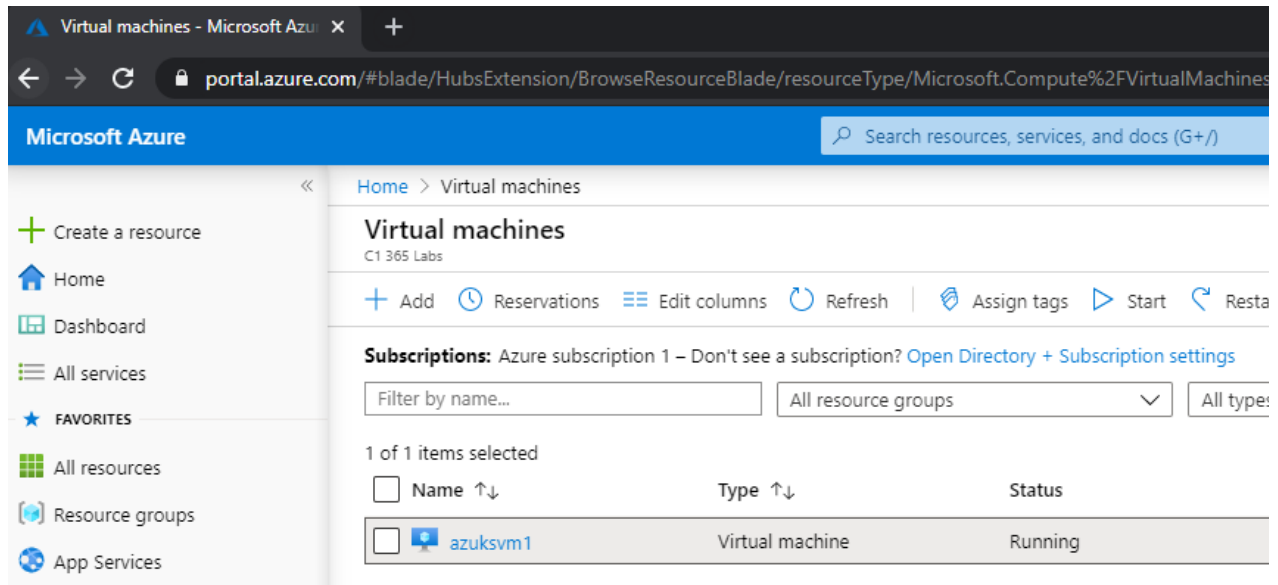 Virtual machines - Microsoft Azu
portal.azure.com/#blade/HubsExtension/BrowseResourceBlade/resourceType/Microsoft.Compute%2FVirtualMachines
Microsoft Azure
Search resources, services, and docs (G+/)
Home > Virtual machines
Create a resource
Virtual machines
C1 365 Labs
Home
Add Reservations Edit columns Refresh Assign tags Start Resta
Dashboard
Subscriptions: Azure subscription 1 – Don't see a subscription? Open Directory + Subscription settings
All services
Filter by name... All resource groups All types
FAVORITES
1 of 1 items selected
All resources
Name ↑↓ Type ↑↓ Status
Resource groups
azuksvm1 Virtual machine Running
App Services